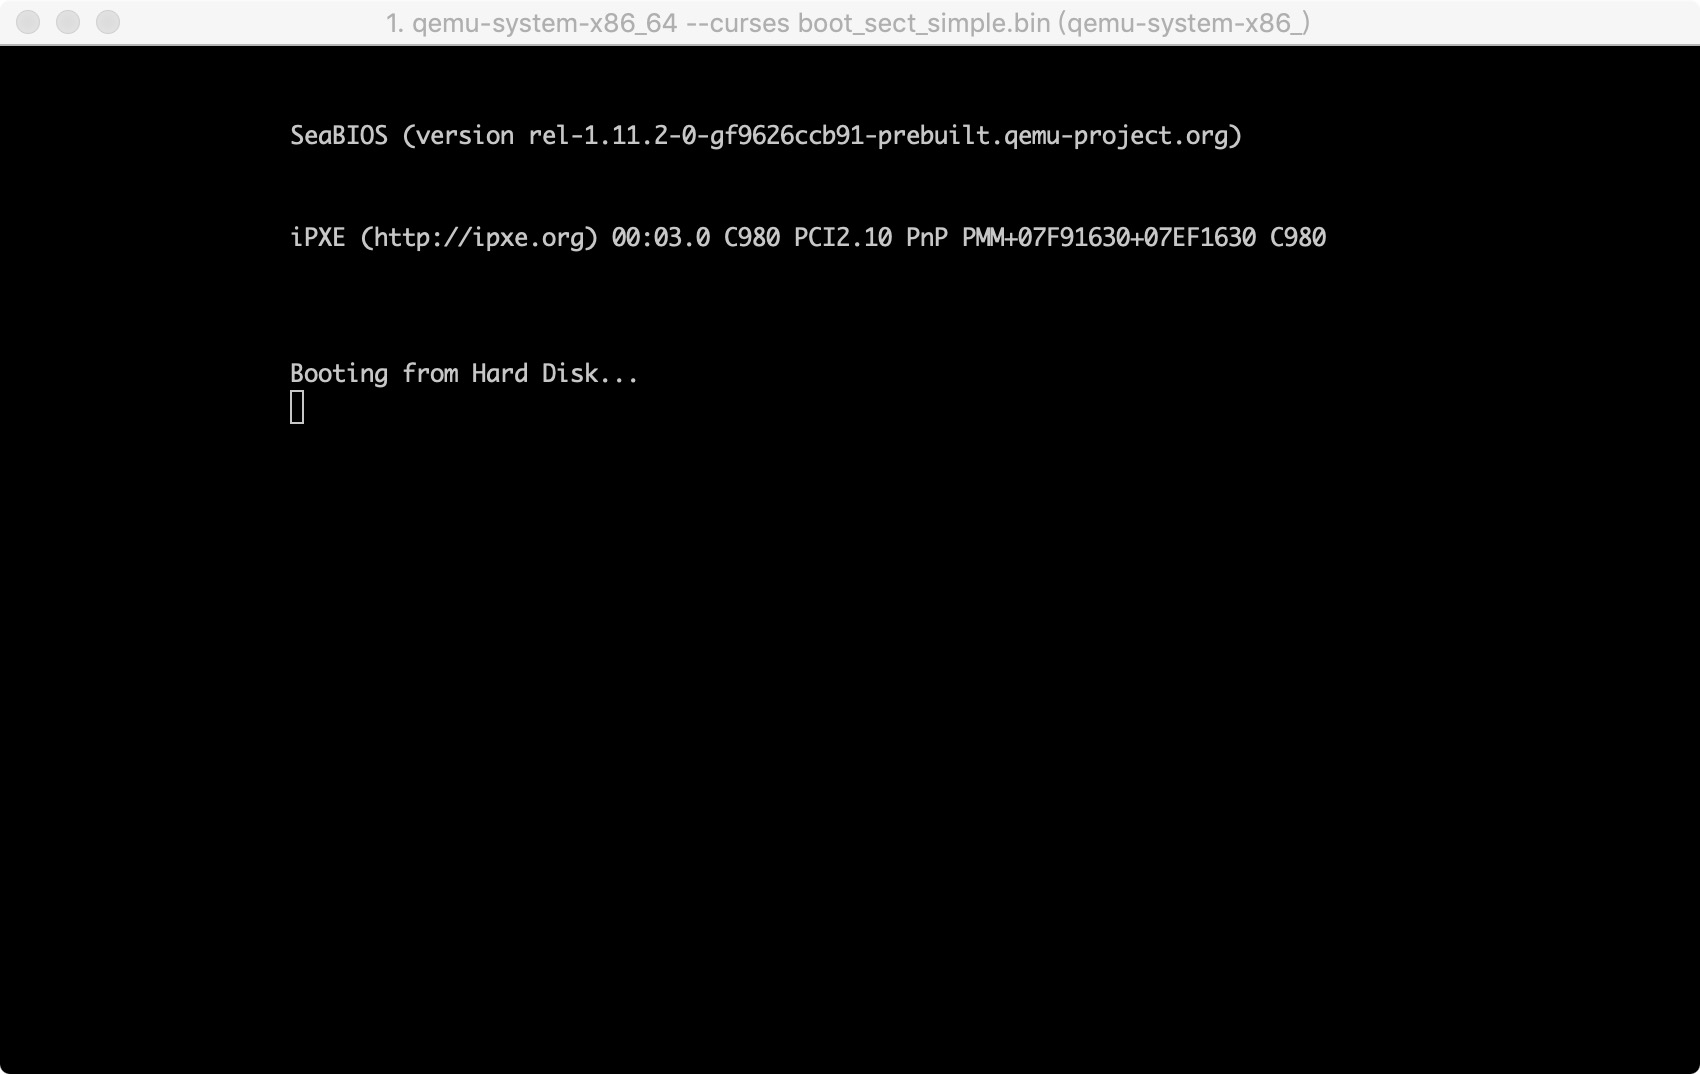 1. qemu-system-x86_64 --curses boot_sect_simple.bin (qemu-system-x86_)
SeaBIOS (version rel-1.11.2-0-gf9626ccb91-prebuilt.qemu-project.org)
iPXE (http://ipxe.org) 00:03.0 C980 PCI2.10 PnP PMM+07F91630+07EF1630 C980
Booting from Hard Disk...